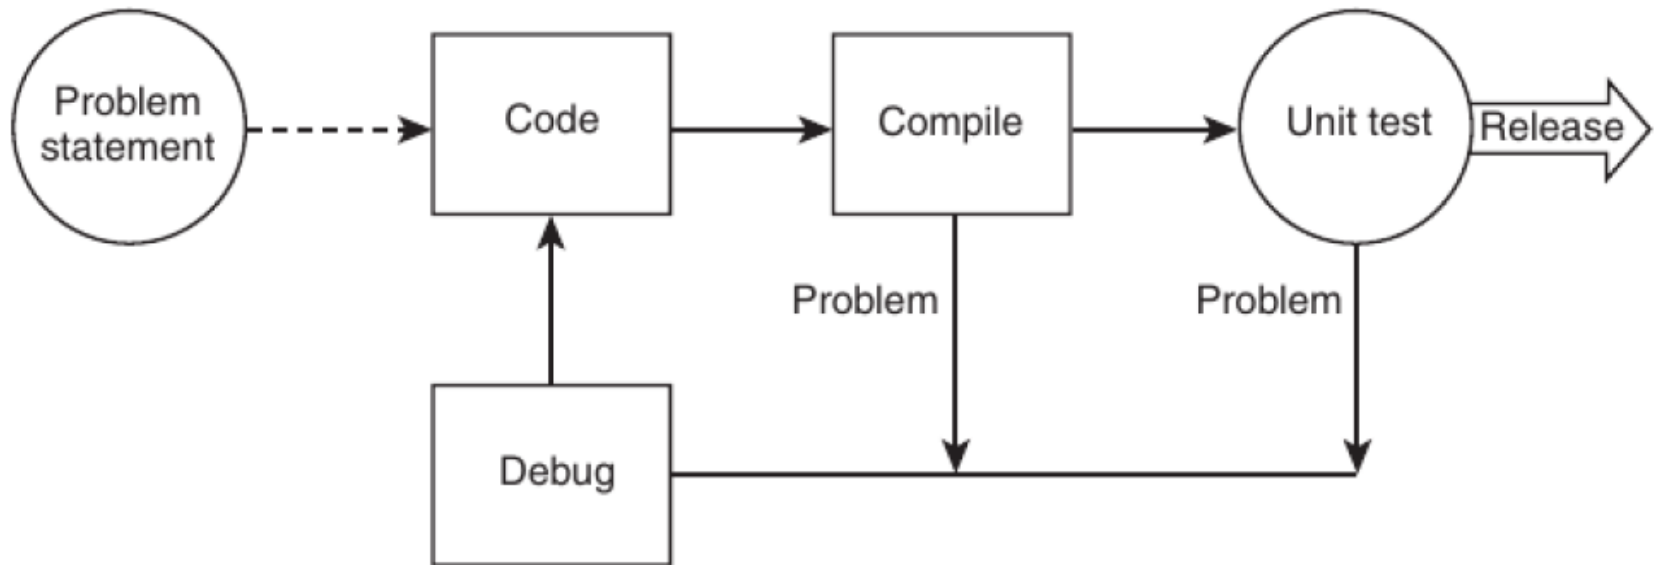 Problem
statement
Code
Compile
Unit test
Release
Problem
Problem
Debug